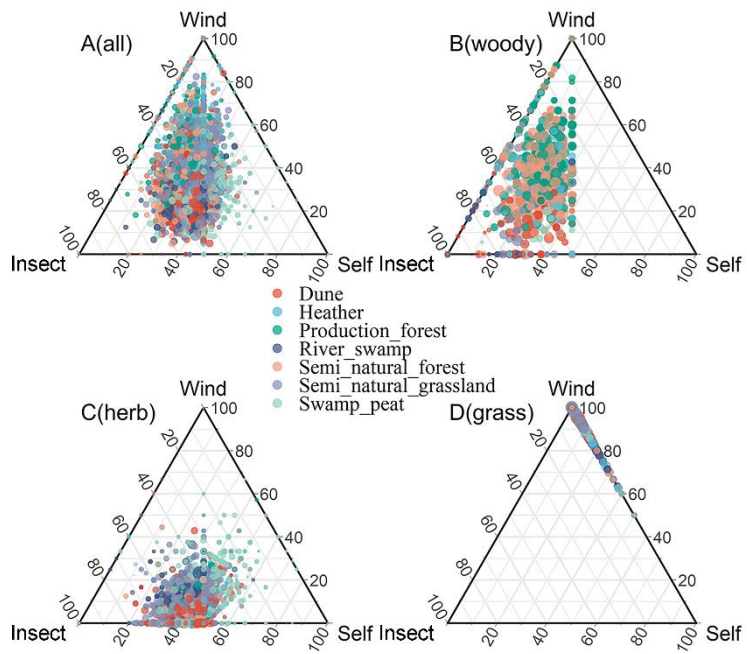 Wind
A(all)
100
80
60
40
20
20
40
60
80
100
Insect
20
40
60
80
100
Self
Wind
B(woody)
100
80
60
40
20
20
40
60
80
100
Insect
20
40
60
80
100
Self
Dune
Heather
Production_forest
River_swamp
Semi_natural_forest
Semi_natural_grassland
Swamp_peat
Wind
C(herb)
100
80
60
40
20
20
40
60
80
100
Insect
20
40
60
80
100
Self
Wind
D(grass)
100
80
60
40
20
20
40
60
80
100
Insect
20
40
60
80
100
Self